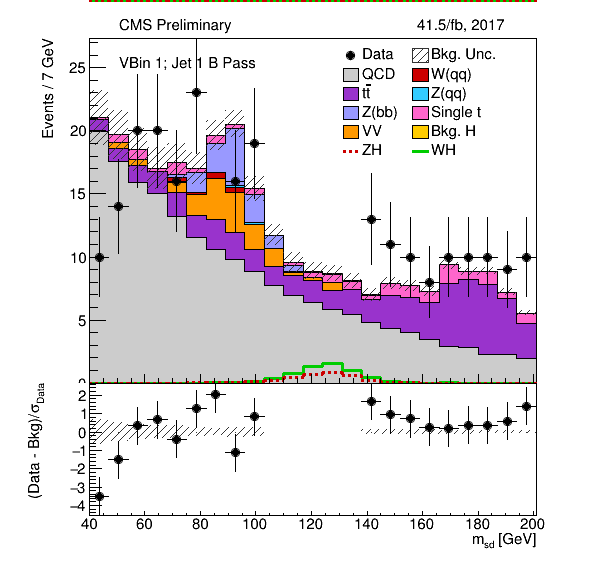 CMS Preliminary 41.5/fb, 2017
VBin 1; Jet 1 B Pass
Data
Bkg. Unc.
QCD
W(qq)
tt̄
Z(qq)
Z(bb)
Single t
VV
Bkg. H
ZH
WH
Events / 7 GeV
25
20
15
10
5
0
(Data - Bkg)/σData
2
1
0
−1
−2
−3
−4
40 60 80 100 120 140 160 180 200
msd [GeV]